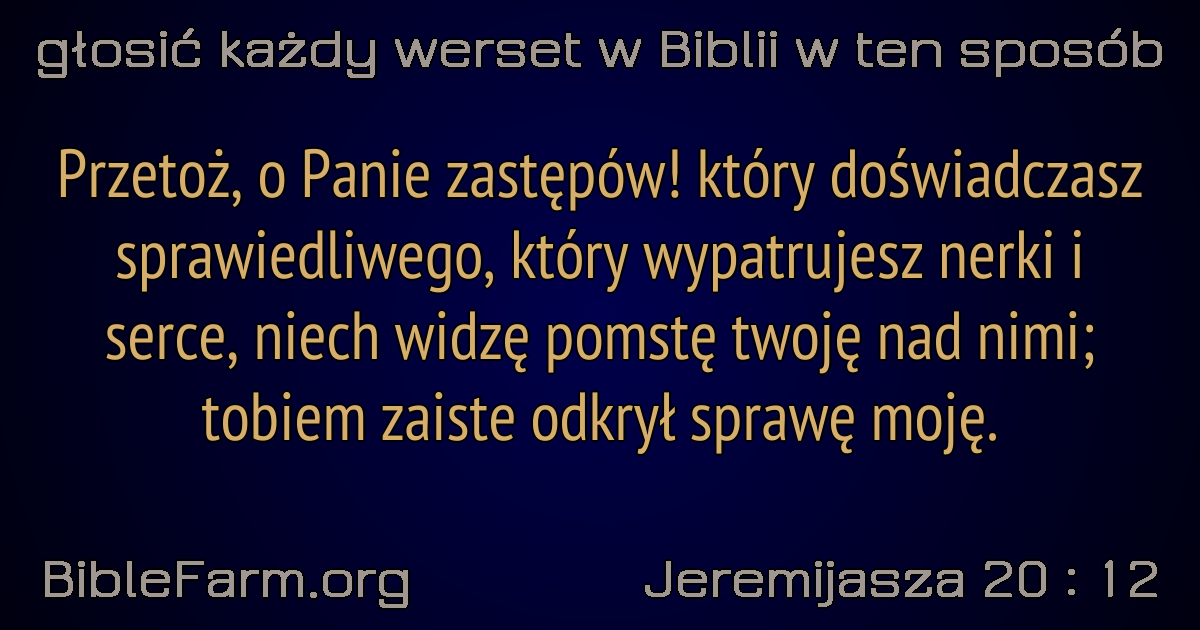 głosić każdy werset w Biblii w ten sposób
Przetoż, o Panie zastępów! który doświadczasz
sprawiedliwego, który wypatrujesz nerki i
serce, niech widzę pomstę twoję nad nimi;
tobiem zaiste odkrył sprawę moję.
BibleFarm.org
Jeremijasza 20 : 12